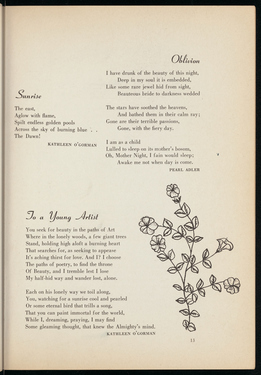 Oblivion
I have drunk of the beauty of this night,
Deep in my soul it is embedded,
Like some rare jewel hid from sight,
Beauteous bride to darkness wedded
The stars have soothed the heavens,
And bathed them in their calm ray;
Gone are their terrible passions,
Gone, with the fiery day.
I am as a child
Lulled to sleep on its mother's bosom,
Oh, Mother Night, I fain would sleep;
Awake me not when day is come.
PEARL ADLER
Sunrise
The east,
Aglow with flame,
Spilt endless golden pools
Across the sky of burning blue . .
The Dawn!
KATHLEEN O'GORMAN
To a Young Artist
You seek for beauty in the paths of Art
Where in the lonely woods, a few giant trees
Stand, holding high aloft a burning heart
That searches for, as seeking to appease
It's aching thirst for love. And I? I choose
The paths of poetry, to find the throne
Of Beauty, and I tremble lest I lose
My half-hid way and wander lost, alone.
Each on his lonely way we toil along,
You, watching for a sunrise cool and pearled
Or some eternal bird that trills a song,
That you can paint immortal for the world,
While I, dreaming, praying, I may find
Some gleaming thought, that knew the Almighty's mind.
KATHLEEN O'GORMAN